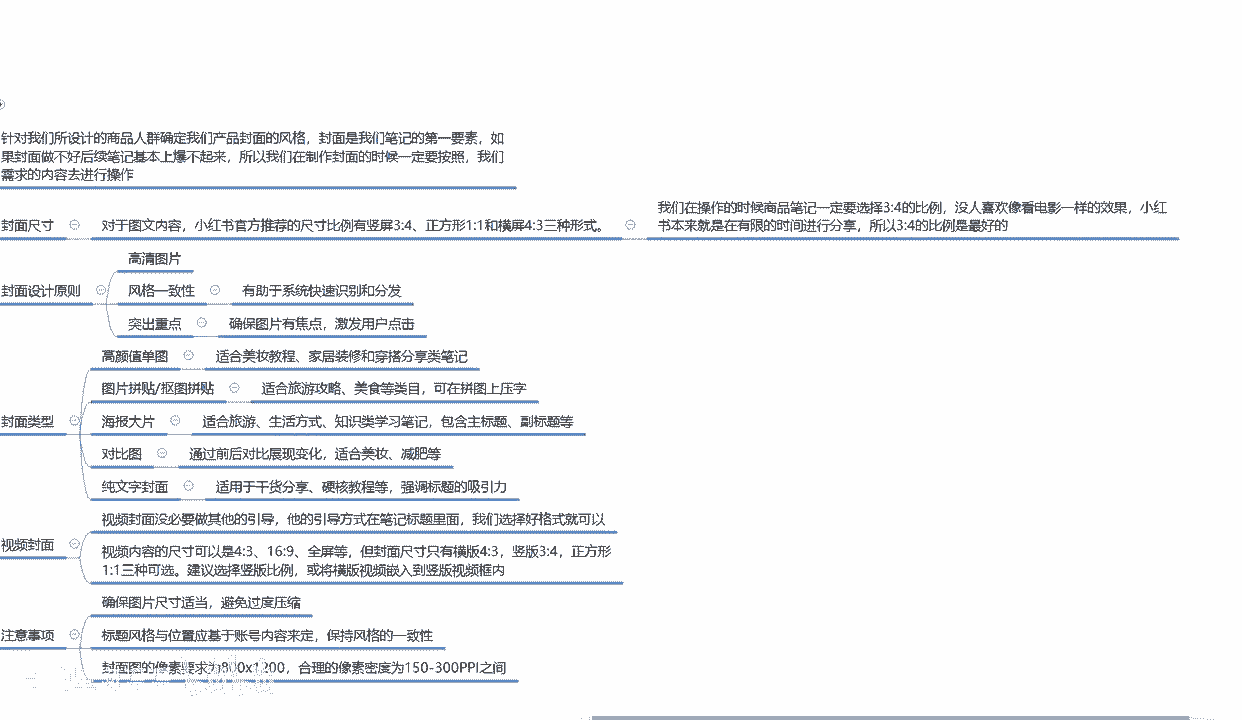 针对我们所设计的商品人群确定我们产品封面的风格，封面是我们笔记的第一要素，如
果封面做不好后续笔记基本上爆不起来，所以我们在制作封面的时候一定要按照，我们
需求的内容去进行操作
封面尺寸
对于图文内容，小红书官方推荐的尺寸比例有竖屏3:4、正方形1:1和横屏4:3三种形式。
我们在操作的时候商品笔记一定要选择3:4的比例，没人喜欢像看电影一样的效果，小红
书本来就是在有限的时间进行分享，所以3:4的比例是最好的
封面设计原则
高清图片
风格一致性
有助于系统快速识别和分发
突出重点
确保图片有焦点，激发用户点击
封面类型
高颜值单图
适合美妆教程、家居装修和穿搭分享类笔记
图片拼贴/抠图拼贴
适合旅游攻略、美食等类目，可在拼图上压字
海报大片
适合旅游、生活方式、知识类学习笔记，包含主标题、副标题等
对比图
通过前后对比展现变化，适合美妆、减肥等
纯文字封面
适用于干货分享、硬核教程等，强调标题的吸引力
视频封面
视频封面没必要做其他的引导，他的引导方式在笔记标题里面，我们选择好格式就可以
视频内容的尺寸可以是4:3、16:9、全屏等，但封面尺寸只有横版4:3，竖版3:4，正方形
1:1三种可选。建议选择竖版比例，或将横版视频嵌入到竖版视频框内
注意事项
确保图片尺寸适当，避免过度压缩
标题风格与位置应基于账号内容来定，保持风格的一致性
封面图的像素要求为800x1200，合理的像素密度为150-300PPI之间